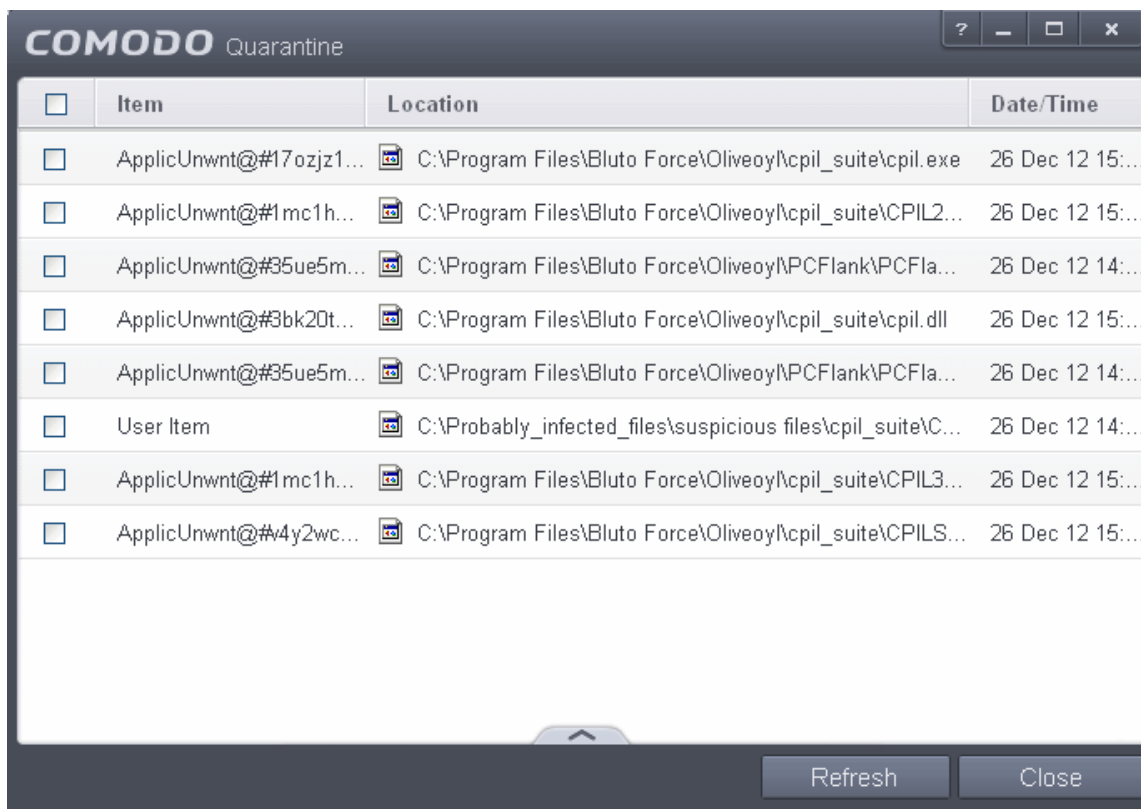 COMODO Quarantine
?
Item Location Date/Time
ApplicUnwnt@#17ozjz1... C:\Program Files\Bluto Force\Oliveoyl\cpil_suite\cpil.exe 26 Dec 12 15:...
ApplicUnwnt@#1mc1h... C:\Program Files\Bluto Force\Oliveoyl\cpil_suite\CPIL2... 26 Dec 12 15:...
ApplicUnwnt@#35ue5m... C:\Program Files\Bluto Force\Oliveoyl\PCFlank\PCFla... 26 Dec 12 14:...
ApplicUnwnt@#3bk20t... C:\Program Files\Bluto Force\Oliveoyl\cpil_suite\cpil.dll 26 Dec 12 15:...
ApplicUnwnt@#35ue5m... C:\Program Files\Bluto Force\Oliveoyl\PCFlank\PCFla... 26 Dec 12 14:...
User Item C:\Probably_infected_files\suspicious files\cpil_suite\C... 26 Dec 12 14:...
ApplicUnwnt@#1mc1h... C:\Program Files\Bluto Force\Oliveoyl\cpil_suite\CPIL3... 26 Dec 12 15:...
ApplicUnwnt@#v4y2wc... C:\Program Files\Bluto Force\Oliveoyl\cpil_suite\CPILS... 26 Dec 12 15:...
Refresh Close